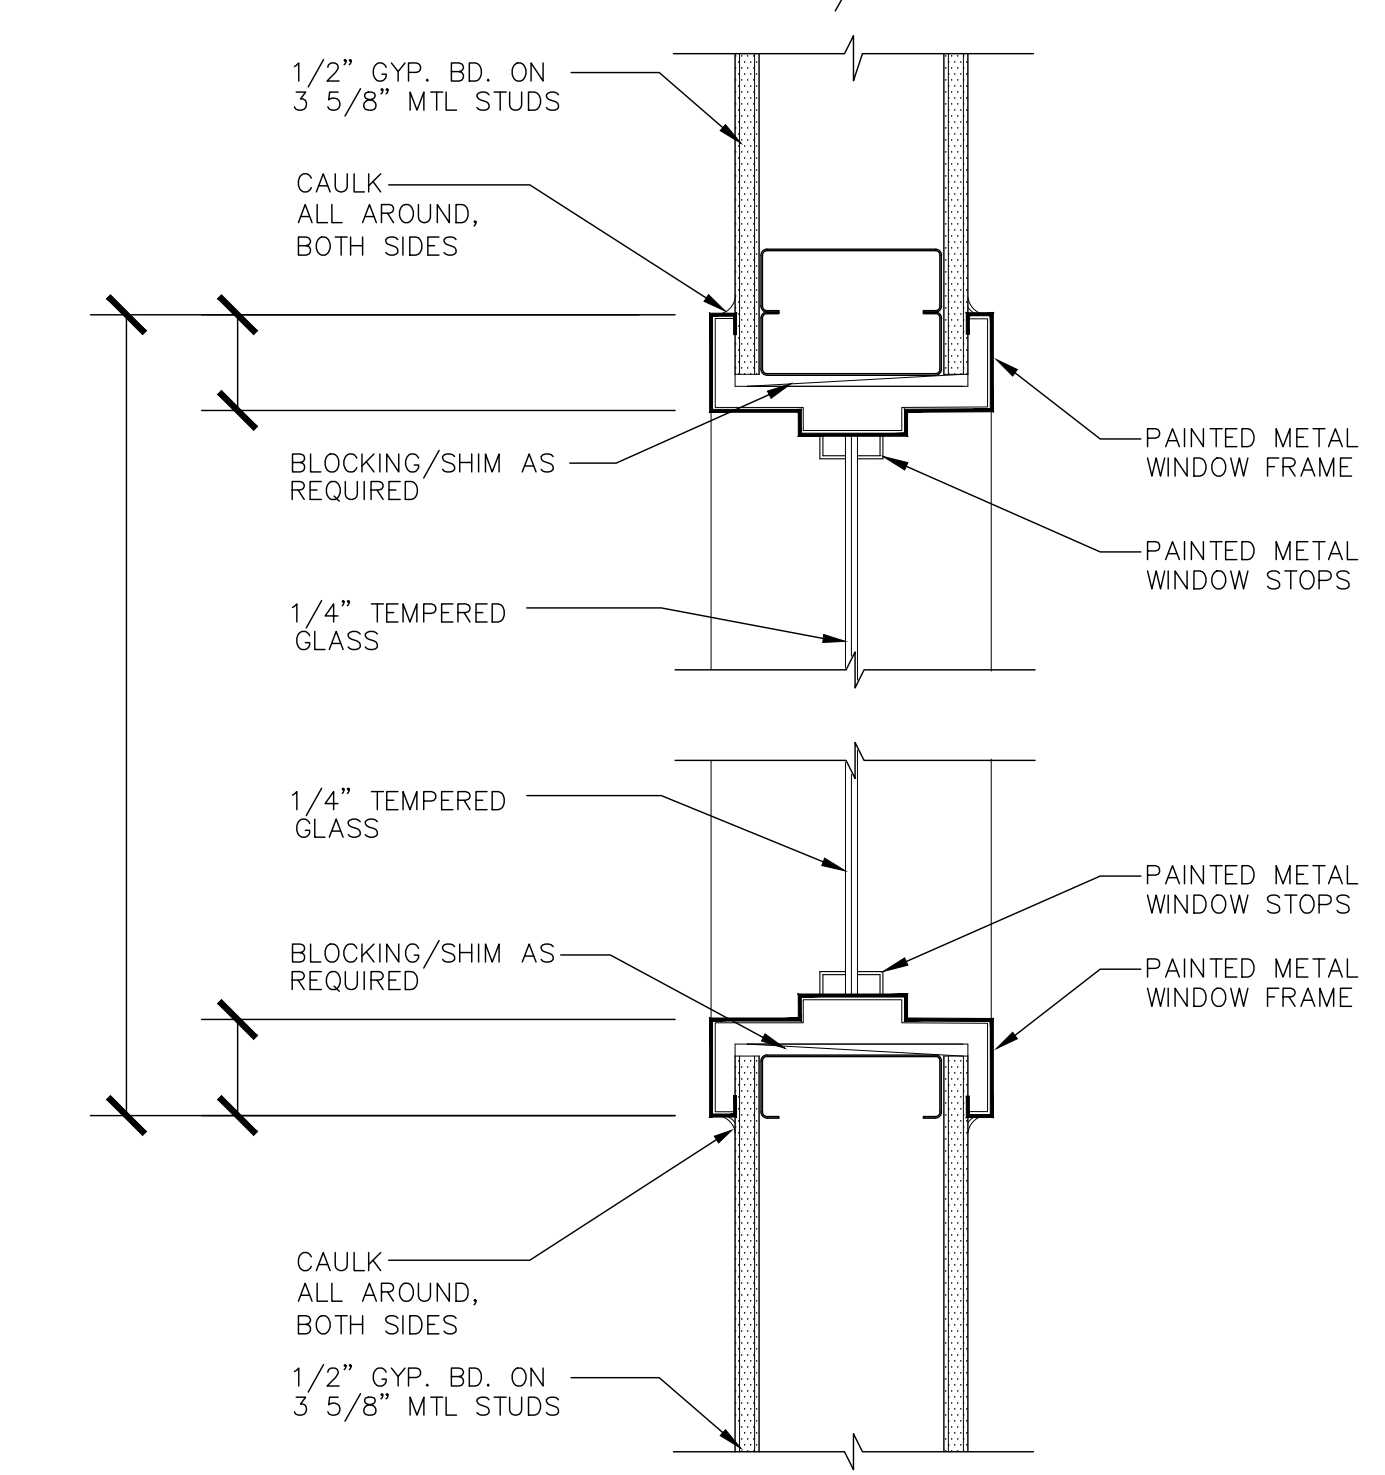 1/2” GYP. BD. ON
3 5/8” MTL STUDS
CAULK
ALL AROUND,
BOTH SIDES
PAINTED METAL
WINDOW FRAME
BLOCKING/SHIM AS
REQUIRED
PAINTED METAL
WINDOW STOPS
1/4” TEMPERED
GLASS
1/4” TEMPERED
GLASS
PAINTED METAL
WINDOW STOPS
BLOCKING/SHIM AS
REQUIRED
PAINTED METAL
WINDOW FRAME
CAULK
ALL AROUND,
BOTH SIDES
1/2” GYP. BD. ON
3 5/8” MTL STUDS